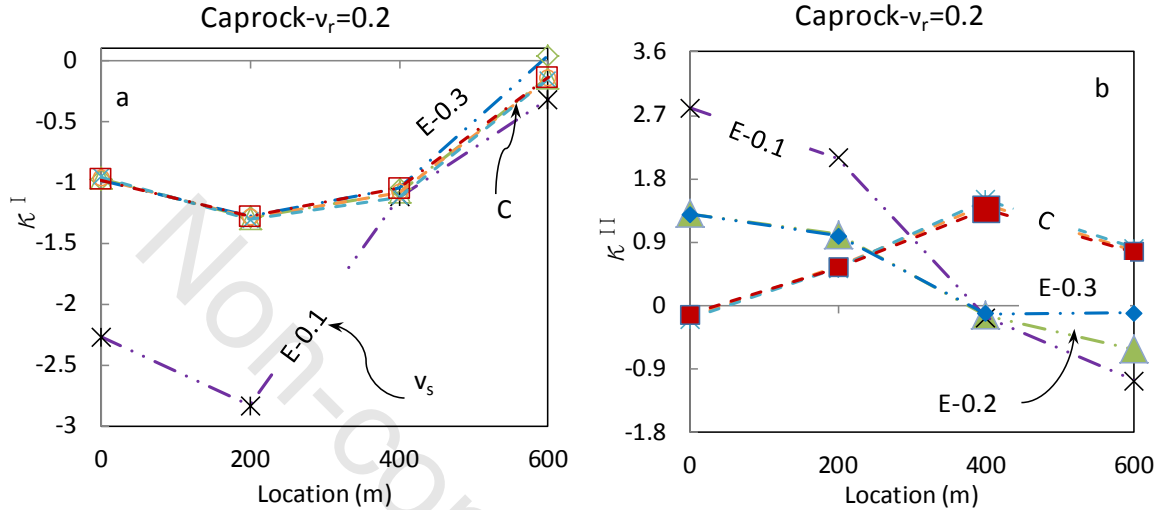 Caprock-νr=0.2
κ I
0
-0.5
-1
-1.5
-2
-2.5
-3
a
E-0.3
C
E-0.1
νs
0
200
400
600
Location (m)
Caprock-νr=0.2
κ II
3.6
2.7
1.8
0.9
0
-0.9
-1.8
b
E-0.1
C
E-0.3
E-0.2
0
200
400
600
Location (m)
Non-com